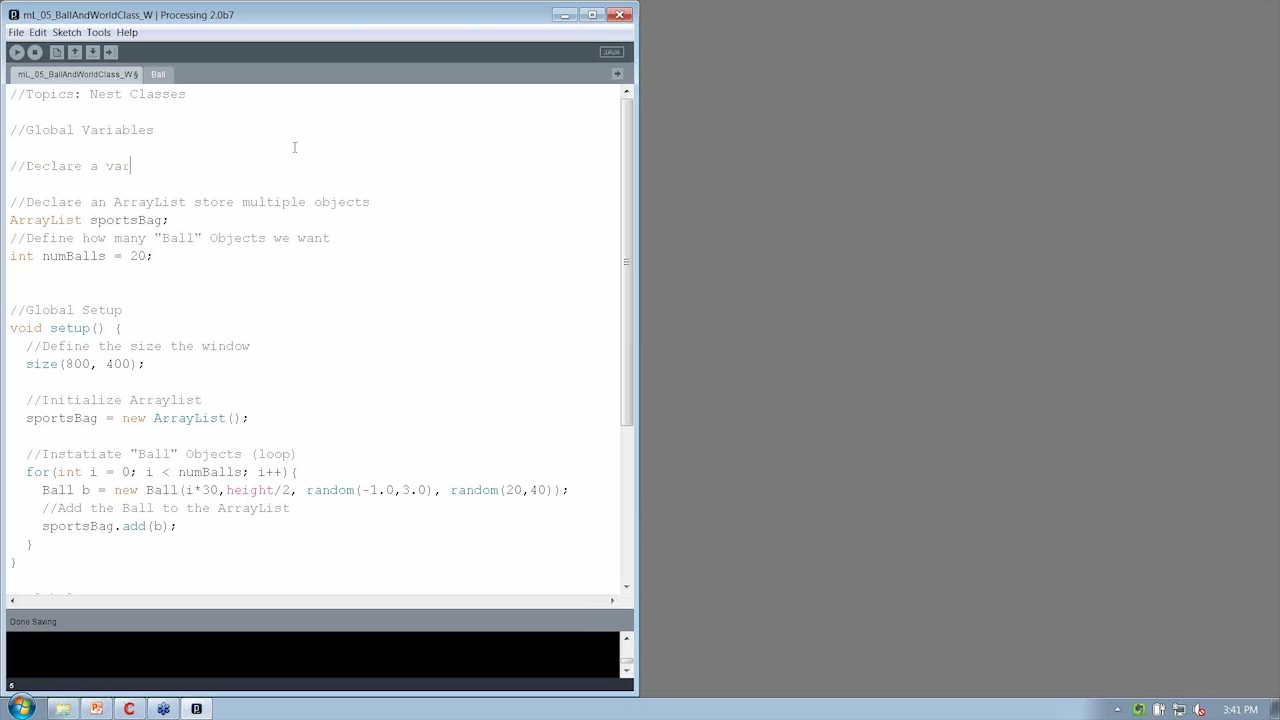 mL_05_BallAndWorldClass_W | Processing 2.0b7
File Edit Sketch Tools Help
JAVA
mL_05_BallAndWorldClass_W § Ball
//Topics: Nest Classes
//Global Variables
//Declare a var
//Declare an ArrayList store multiple objects
ArrayList sportsBag;
//Define how many "Ball" Objects we want
int numBalls = 20;
//Global Setup
void setup() {
//Define the size the window
size(800, 400);
//Initialize Arraylist
sportsBag = new ArrayList();
//Instatiate "Ball" Objects (loop)
for(int i = 0; i < numBalls; i++){
Ball b = new Ball(i*30,height/2, random(-1.0,3.0), random(20,40));
//Add the Ball to the ArrayList
sportsBag.add(b);
}
}
Done Saving
5
3:41 PM